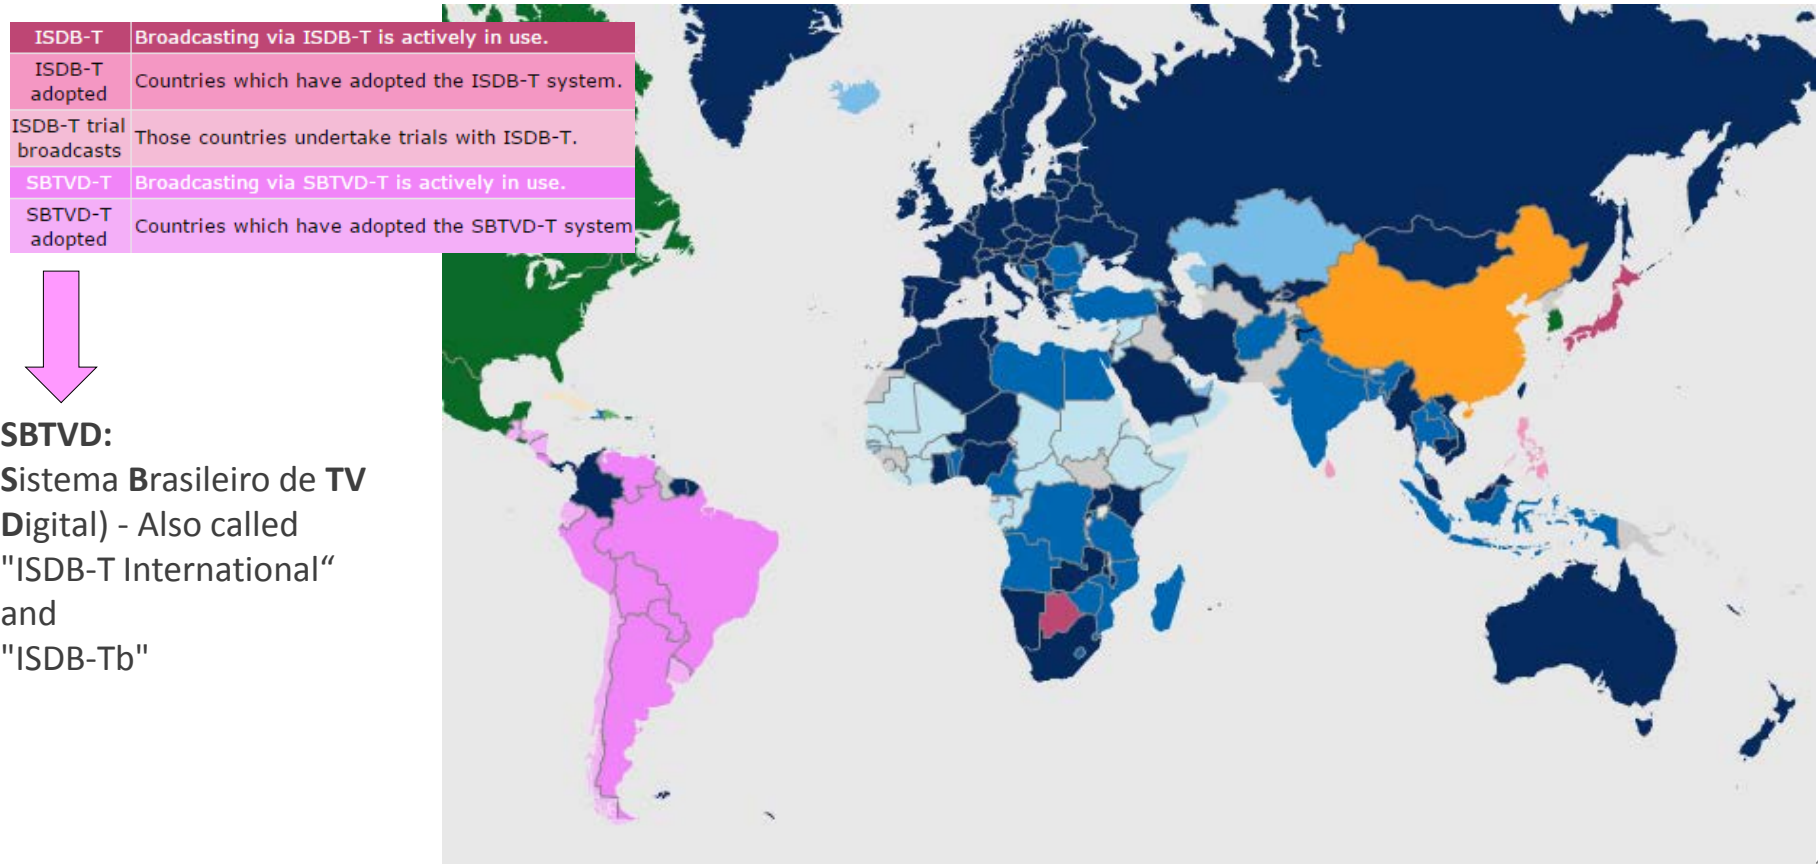 ISDB-T Broadcasting via ISDB-T is actively in use.
ISDB-T adopted Countries which have adopted the ISDB-T system.
ISDB-T trial broadcasts Those countries undertake trials with ISDB-T.
SBTVD-T Broadcasting via SBTVD-T is actively in use.
SBTVD-T adopted Countries which have adopted the SBTVD-T system
SBTVD:
Sistema Brasileiro de TV
Digital) - Also called
"ISDB-T International“
and
"ISDB-Tb"